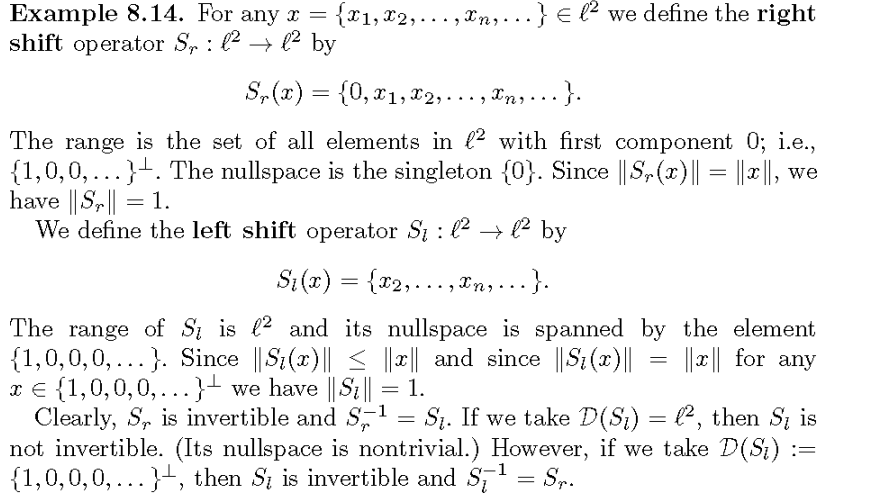 Example 8.14. For any x = {x₁, x₂, . . . , xₙ, . . . } ∈ ℓ² we define the right
shift operator Sᵣ : ℓ² → ℓ² by
Sᵣ(x) = {0, x₁, x₂, . . . , xₙ, . . . }.
The range is the set of all elements in ℓ² with first component 0; i.e.,
{1, 0, 0, . . . }^⊥. The nullspace is the singleton {0}. Since ‖Sᵣ(x)‖ = ‖x‖, we
have ‖Sᵣ‖ = 1.
We define the left shift operator Sₗ : ℓ² → ℓ² by
Sₗ(x) = {x₂, . . . , xₙ, . . . }.
The range of Sₗ is ℓ² and its nullspace is spanned by the element
{1, 0, 0, 0, . . . }. Since ‖Sₗ(x)‖ ≤ ‖x‖ and since ‖Sₗ(x)‖ = ‖x‖ for any
x ∈ {1, 0, 0, 0, . . . }^⊥ we have ‖Sₗ‖ = 1.
Clearly, Sᵣ is invertible and Sᵣ⁻¹ = Sₗ. If we take 𝒟(Sₗ) = ℓ², then Sₗ is
not invertible. (Its nullspace is nontrivial.) However, if we take 𝒟(Sₗ) :=
{1, 0, 0, 0, . . . }^⊥, then Sₗ is invertible and Sₗ⁻¹ = Sᵣ.